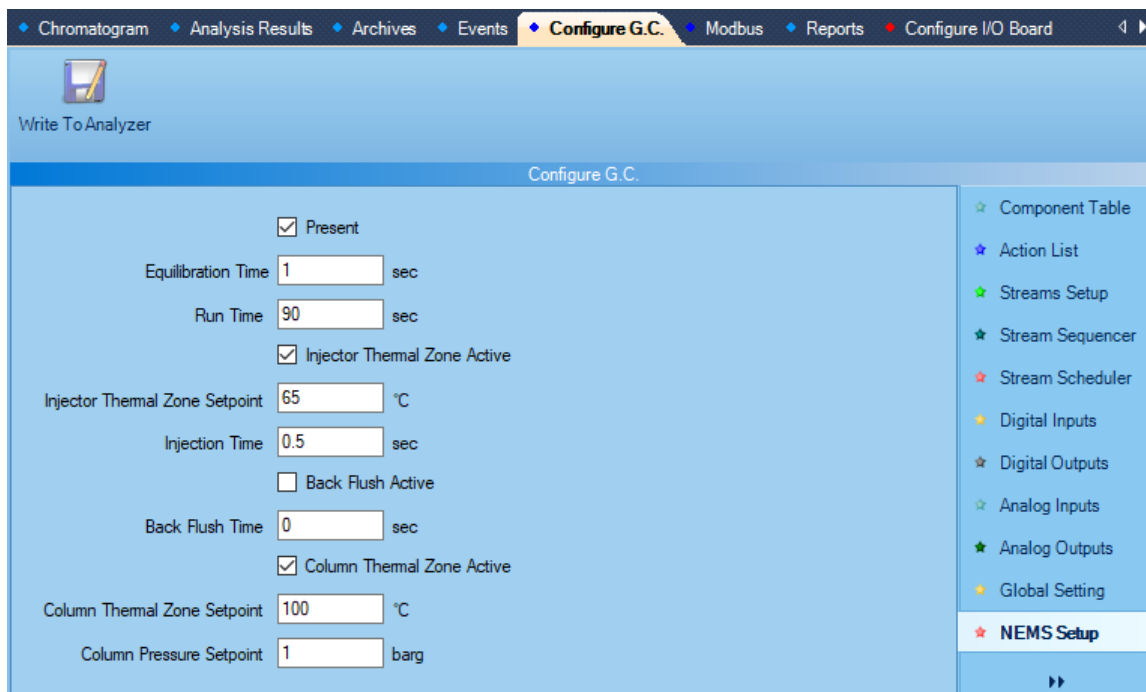 Chromatogram Analysis Results Archives Events Configure G.C. Modbus Reports Configure I/O Board
Write To Analyzer
Configure G.C.
Present
Equilibration Time 1 sec
Run Time 90 sec
Injector Thermal Zone Active
Injector Thermal Zone Setpoint 65 °C
Injection Time 0.5 sec
Back Flush Active
Back Flush Time 0 sec
Column Thermal Zone Active
Column Thermal Zone Setpoint 100 °C
Column Pressure Setpoint 1 barg
Component Table
Action List
Streams Setup
Stream Sequencer
Stream Scheduler
Digital Inputs
Digital Outputs
Analog Inputs
Analog Outputs
Global Setting
NEMS Setup